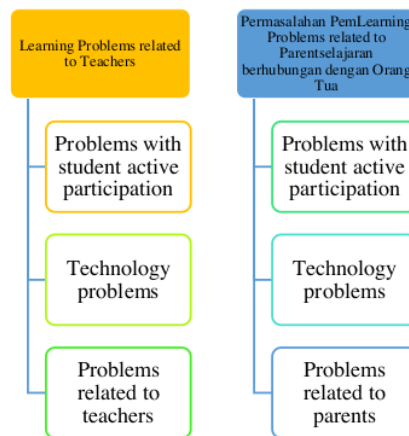 Learning Problems related
to Teachers
Problems with
student active
participation
Technology
problems
Problems
related to
teachers
Permasalahan PemLearning
Problems related to
Parentselajaran
berhubungan dengan Orang
Tua
Problems with
student active
participation
Technology
problems
Problems
related to
parents